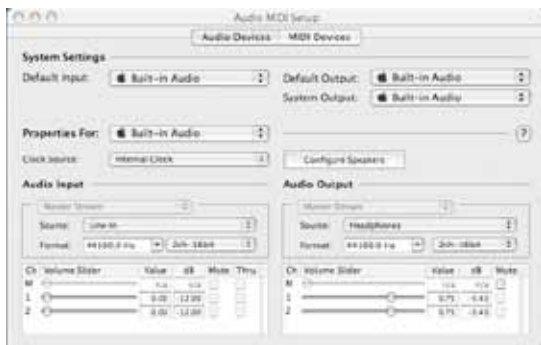 Audio MIDI Setup
Audio Devices MIDI Devices
System Settings
Default Input: Built-in Audio
Default Output: Built-in Audio
System Output: Built-in Audio
Properties For: Built-in Audio
?
Clock Source: Internal Clock
Configure Speakers
Audio Input
Audio Output
Master Stream
Master Stream
Source: Line In
Source: Headphones
Format: 44100.0 Hz 2ch-16bit
Format: 44100.0 Hz 2ch-16bit
Ch Volume Slider Value dB Mute Thru
Ch Volume Slider Value dB Mute
M n/a n/a
M n/a n/a
1 0.00 -12.00
1 0.75
2 0.00 -12.00
2 0.75